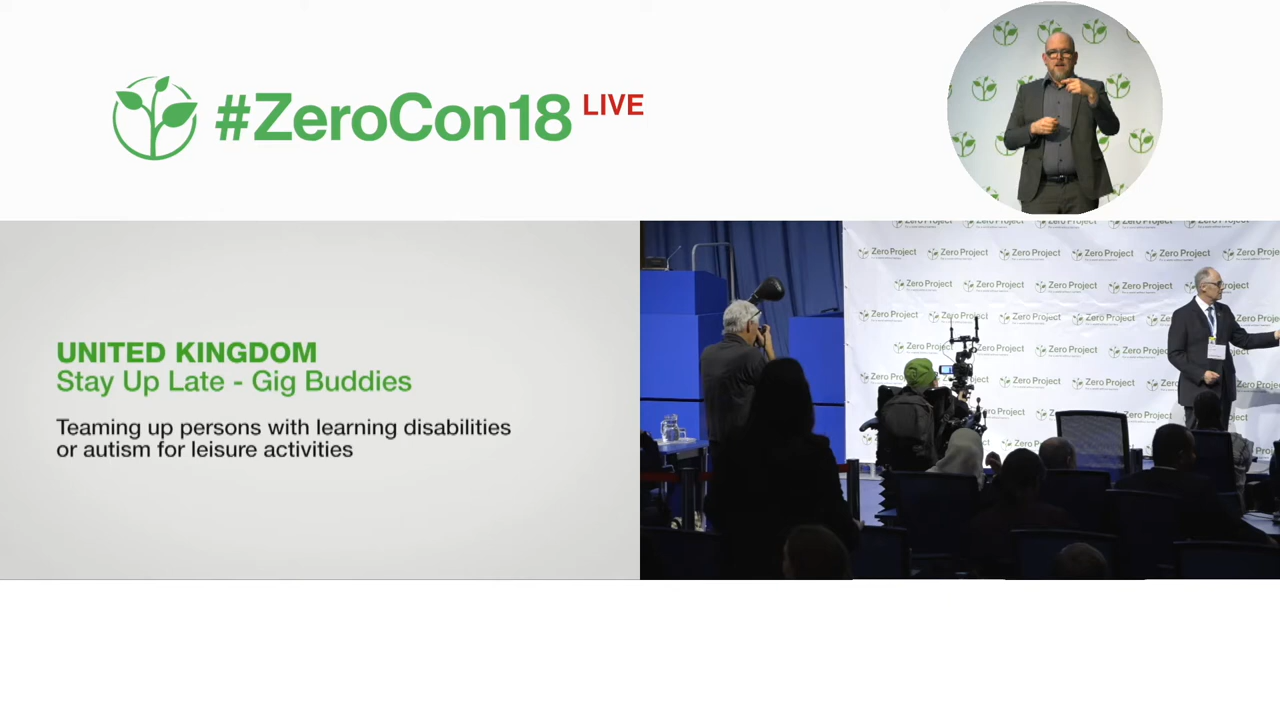 #ZeroCon18 LIVE
UNITED KINGDOM
Stay Up Late - Gig Buddies
Teaming up persons with learning disabilities
or autism for leisure activities
Zero Project